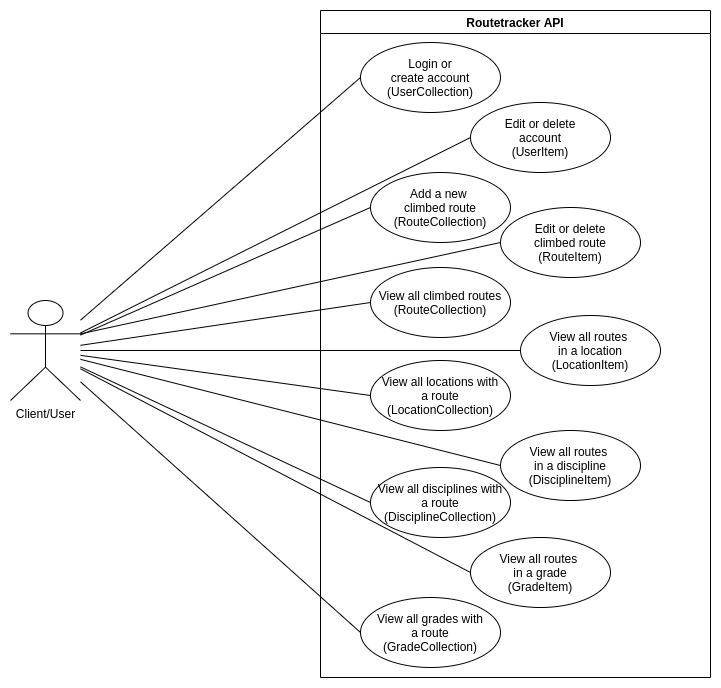 Routetracker API
Login or
create account
(UserCollection)
Edit or delete
account
(UserItem)
Add a new
climbed route
(RouteCollection)
Edit or delete
climbed route
(RouteItem)
View all climbed routes
(RouteCollection)
View all routes
in a location
(LocationItem)
View all locations with
a route
(LocationCollection)
Client/User
View all routes
in a discipline
(DisciplineItem)
View all disciplines with
a route
(DisciplineCollection)
View all routes
in a grade
(GradeItem)
View all grades with
a route
(GradeCollection)